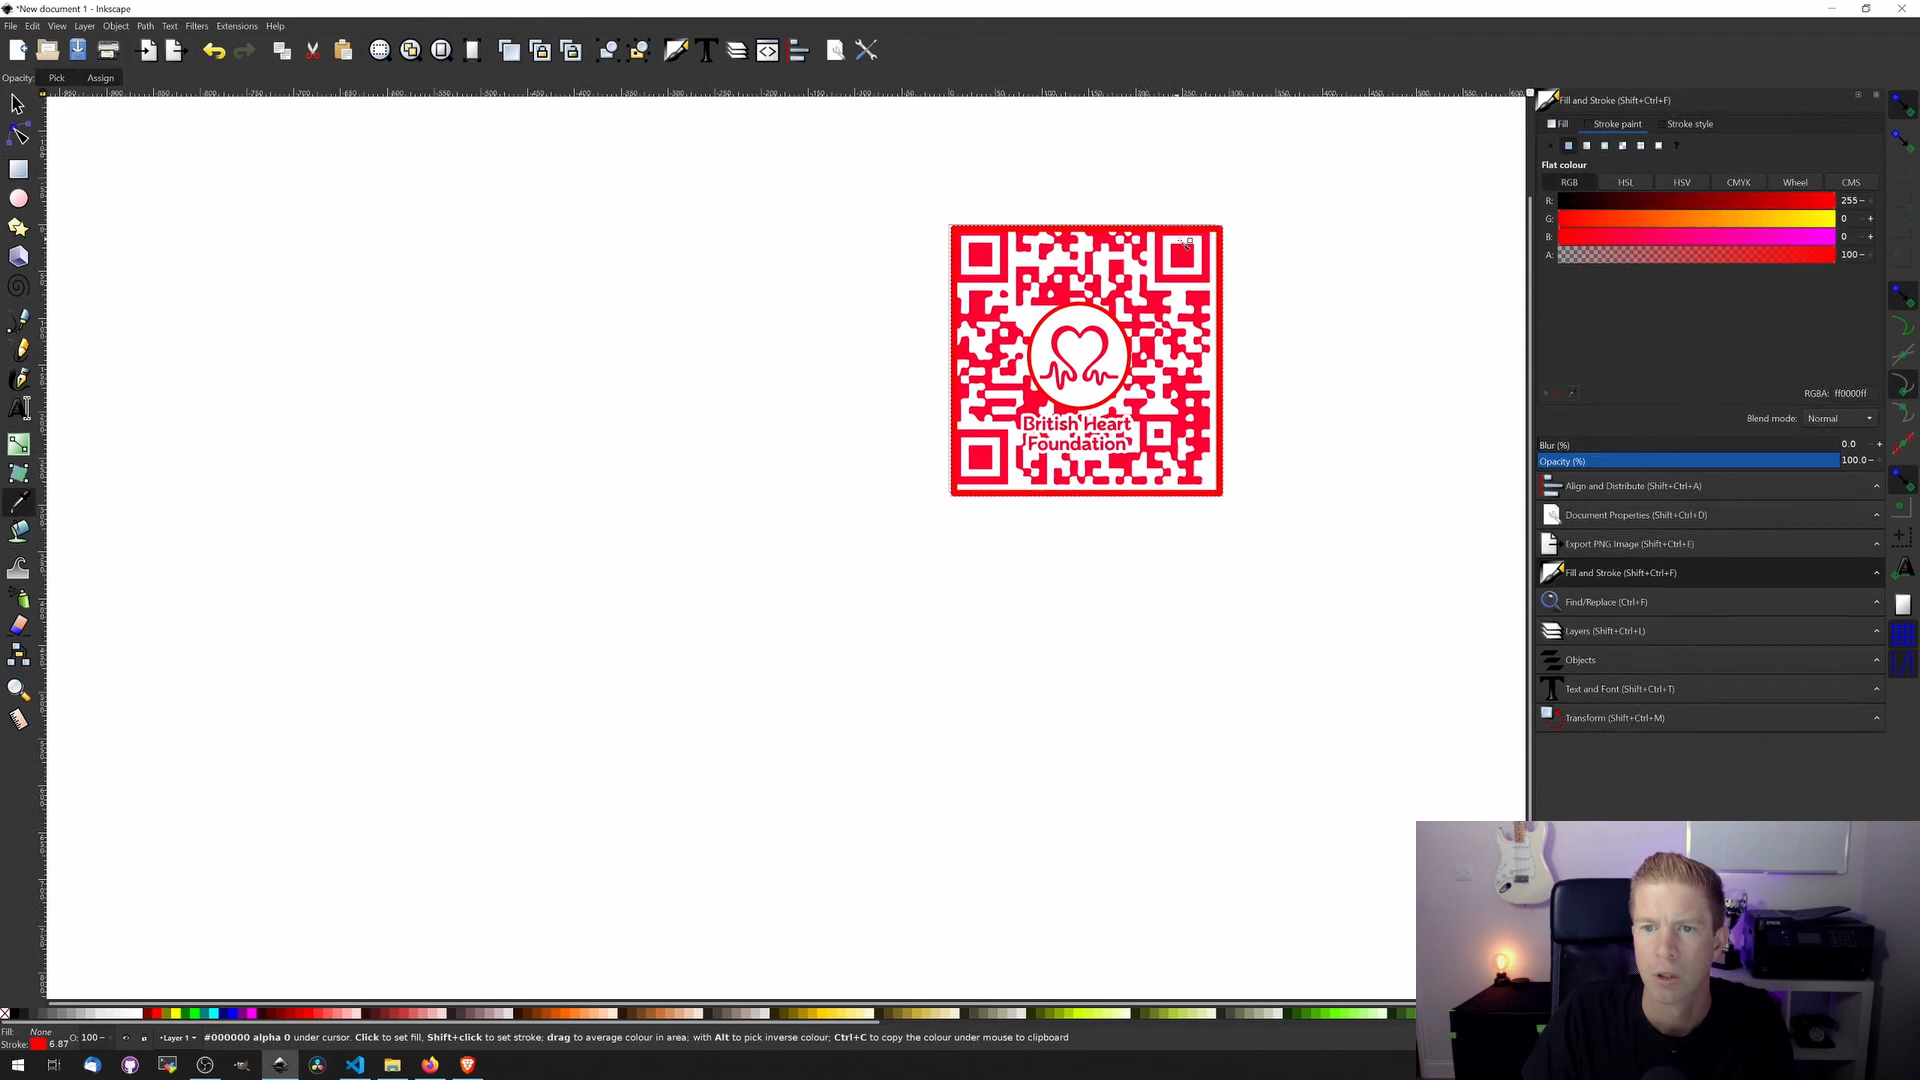 *New document 1 - Inkscape
File Edit View Layer Object Path Text Filters Extensions Help
Opacity: Pick Assign
Fill and Stroke (Shift+Ctrl+F)
Fill Stroke paint Stroke style
?
Flat colour
RGB HSL HSV CMYK Wheel CMS
R: 255
G: 0
B: 0
A: 100
RGBA: ff0000ff
Blend mode: Normal
Blur (%) 0.0
Opacity (%) 100.0
Align and Distribute (Shift+Ctrl+A)
Document Properties (Shift+Ctrl+D)
Export PNG Image (Shift+Ctrl+E)
Fill and Stroke (Shift+Ctrl+F)
Find/Replace (Ctrl+F)
Layers (Shift+Ctrl+L)
Objects
Text and Font (Shift+Ctrl+T)
Transform (Shift+Ctrl+M)
British Heart
Foundation
Fill: None
Stroke: 6.87 O: 100
Layer 1
#000000 alpha 0 under cursor. Click to set fill, Shift+click to set stroke; drag to average colour in area; with Alt to pick inverse colour; Ctrl+C to copy the colour under mouse to clipboard